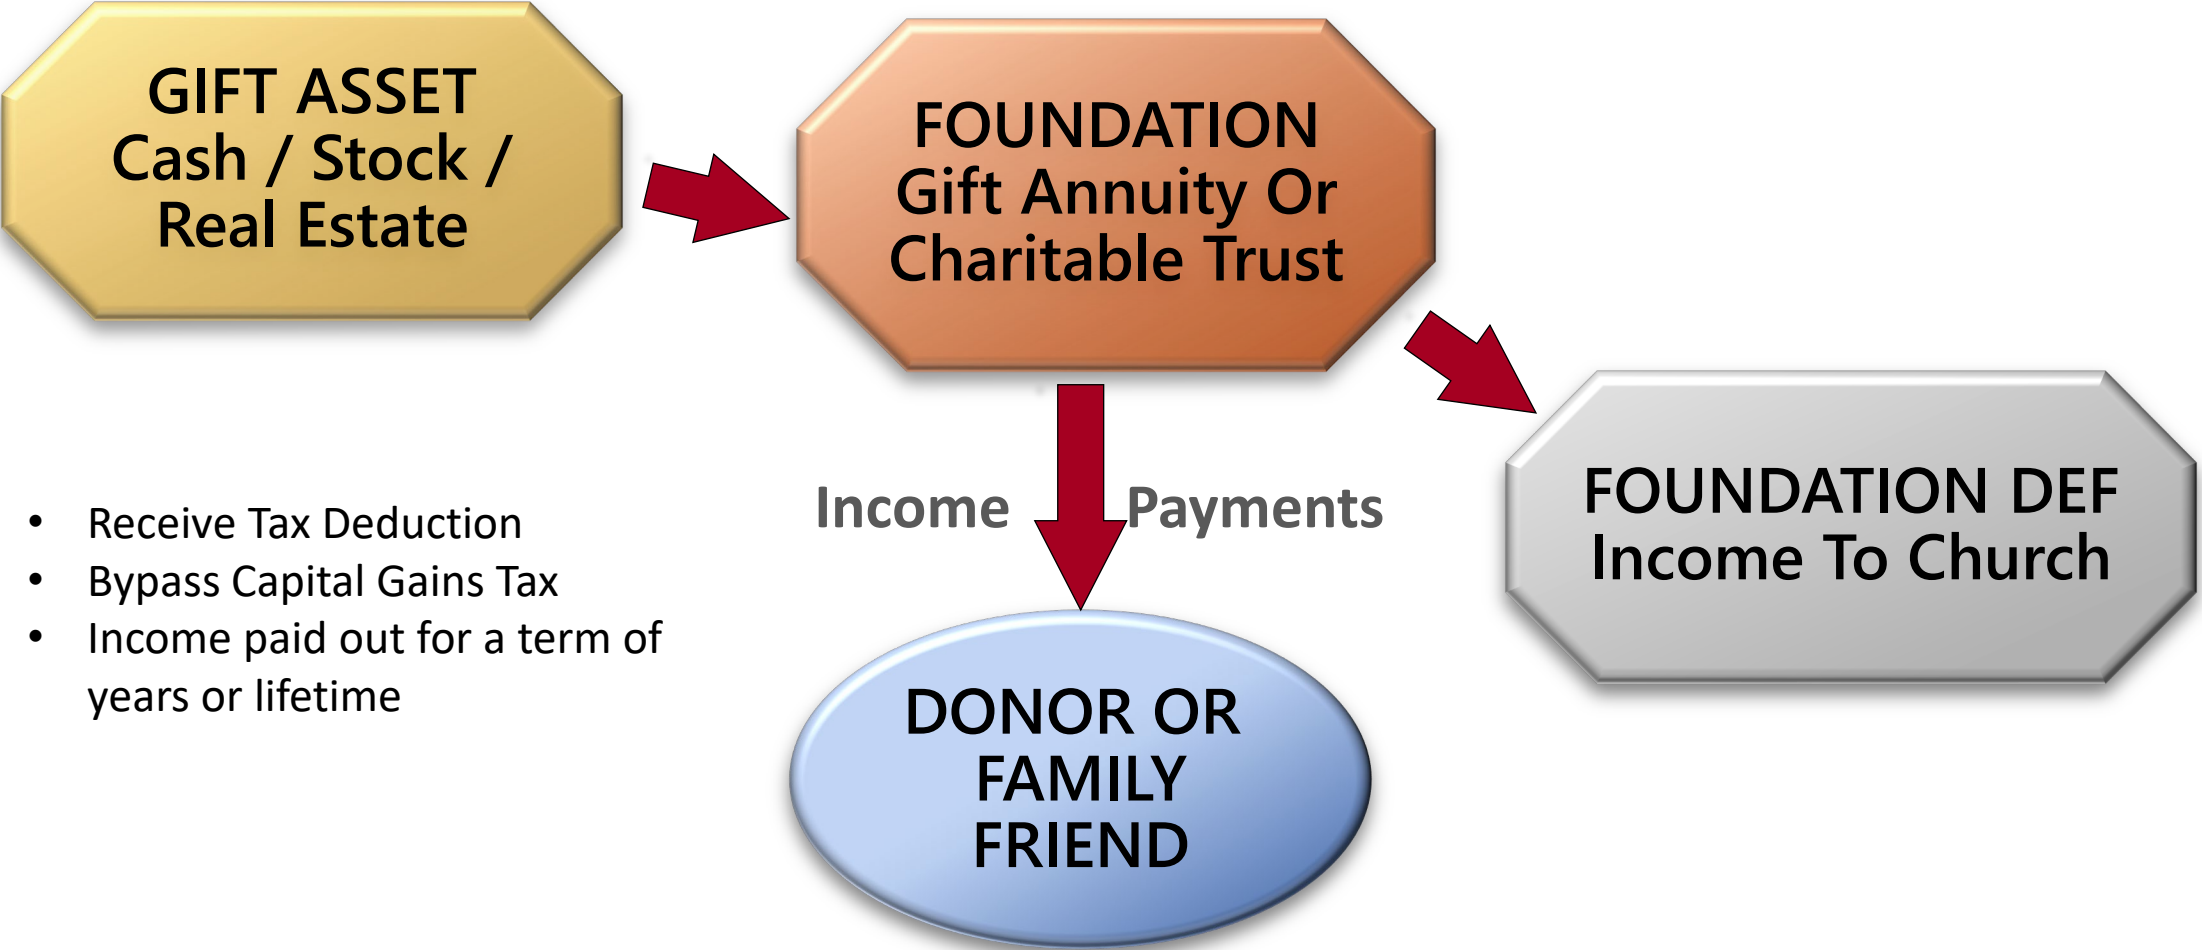 GIFT ASSET
Cash / Stock /
Real Estate
FOUNDATION
Gift Annuity Or
Charitable Trust
FOUNDATION DEF
Income To Church
Income Payments
• Receive Tax Deduction
• Bypass Capital Gains Tax
• Income paid out for a term of
years or lifetime
DONOR OR
FAMILY
FRIEND